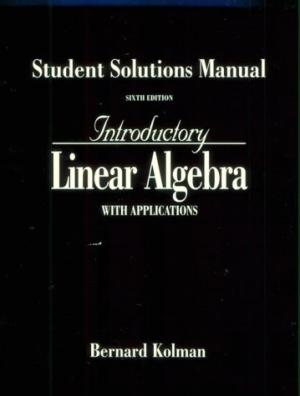 Student Solutions Manual
SIXTH EDITION
Introductory
Linear Algebra
WITH APPLICATIONS
Bernard Kolman